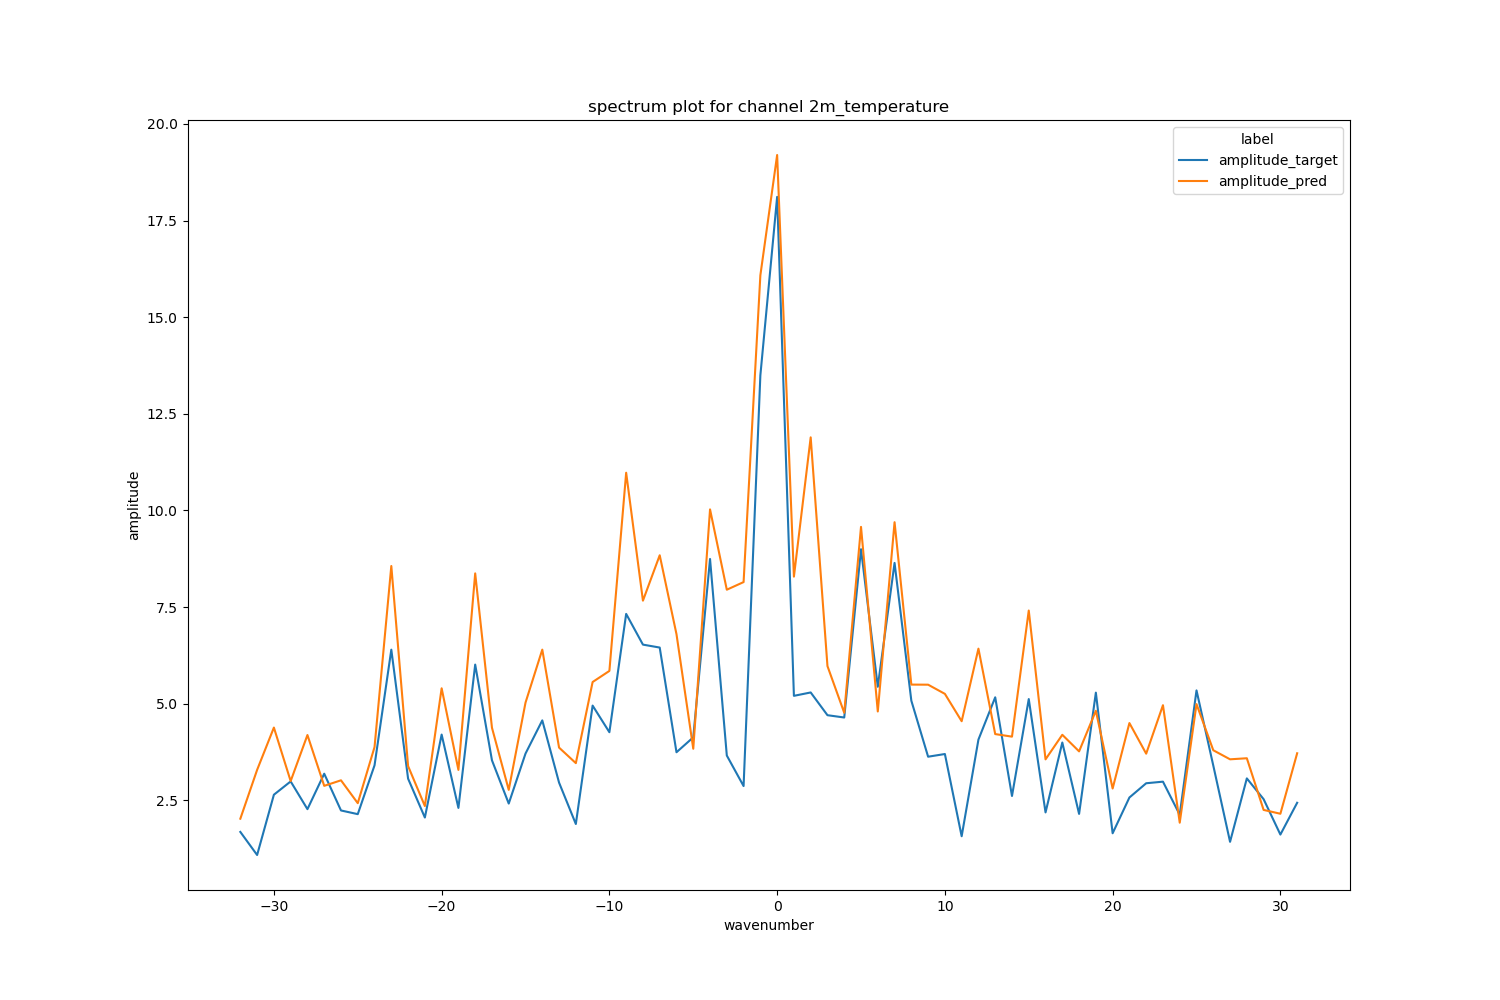 spectrum plot for channel 2m_temperature
label
amplitude_target
amplitude_pred
20.0
17.5
15.0
12.5
10.0
7.5
5.0
2.5
amplitude
−30
−20
−10
0
10
20
30
wavenumber